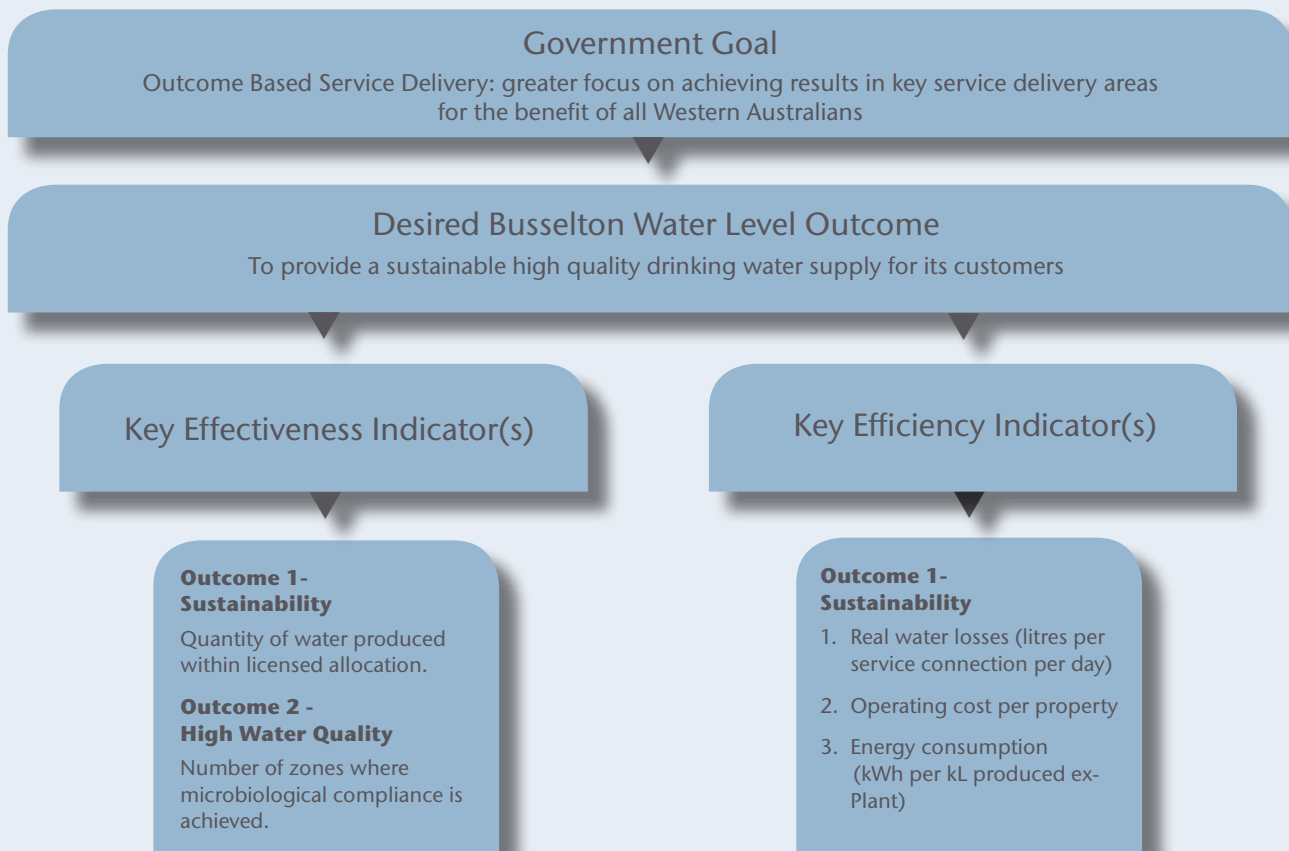 Government Goal
Outcome Based Service Delivery: greater focus on achieving results in key service delivery areas
for the benefit of all Western Australians
Desired Busselton Water Level Outcome
To provide a sustainable high quality drinking water supply for its customers
Key Effectiveness Indicator(s)
Key Efficiency Indicator(s)
Outcome 1-
Sustainability
Quantity of water produced
within licensed allocation.
Outcome 2 -
High Water Quality
Number of zones where
microbiological compliance is
achieved.
Outcome 1-
Sustainability
1. Real water losses (litres per
service connection per day)
2. Operating cost per property
3. Energy consumption
(kWh per kL produced ex-
Plant)